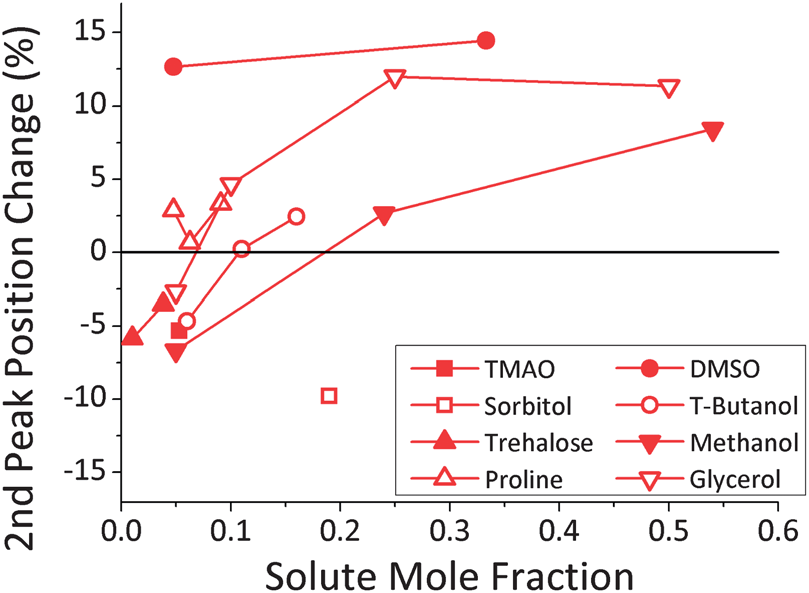 2nd Peak Position Change (%)
15
10
5
0
-5
-10
-15
TMAO
DMSO
Sorbitol
T-Butanol
Trehalose
Methanol
Proline
Glycerol
0.0 0.1 0.2 0.3 0.4 0.5 0.6
Solute Mole Fraction